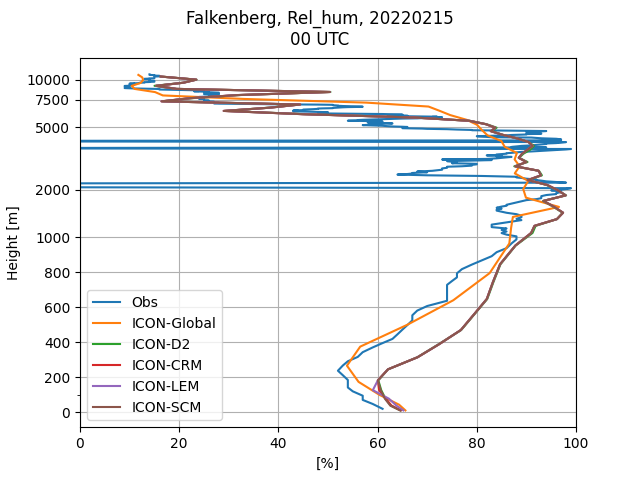 Falkenberg, Rel_hum, 20220215
00 UTC
10000
7500
5000
2000
1000
800
600
400
200
0
Height [m]
Obs
ICON-Global
ICON-D2
ICON-CRM
ICON-LEM
ICON-SCM
0 20 40 60 80 100
[%]